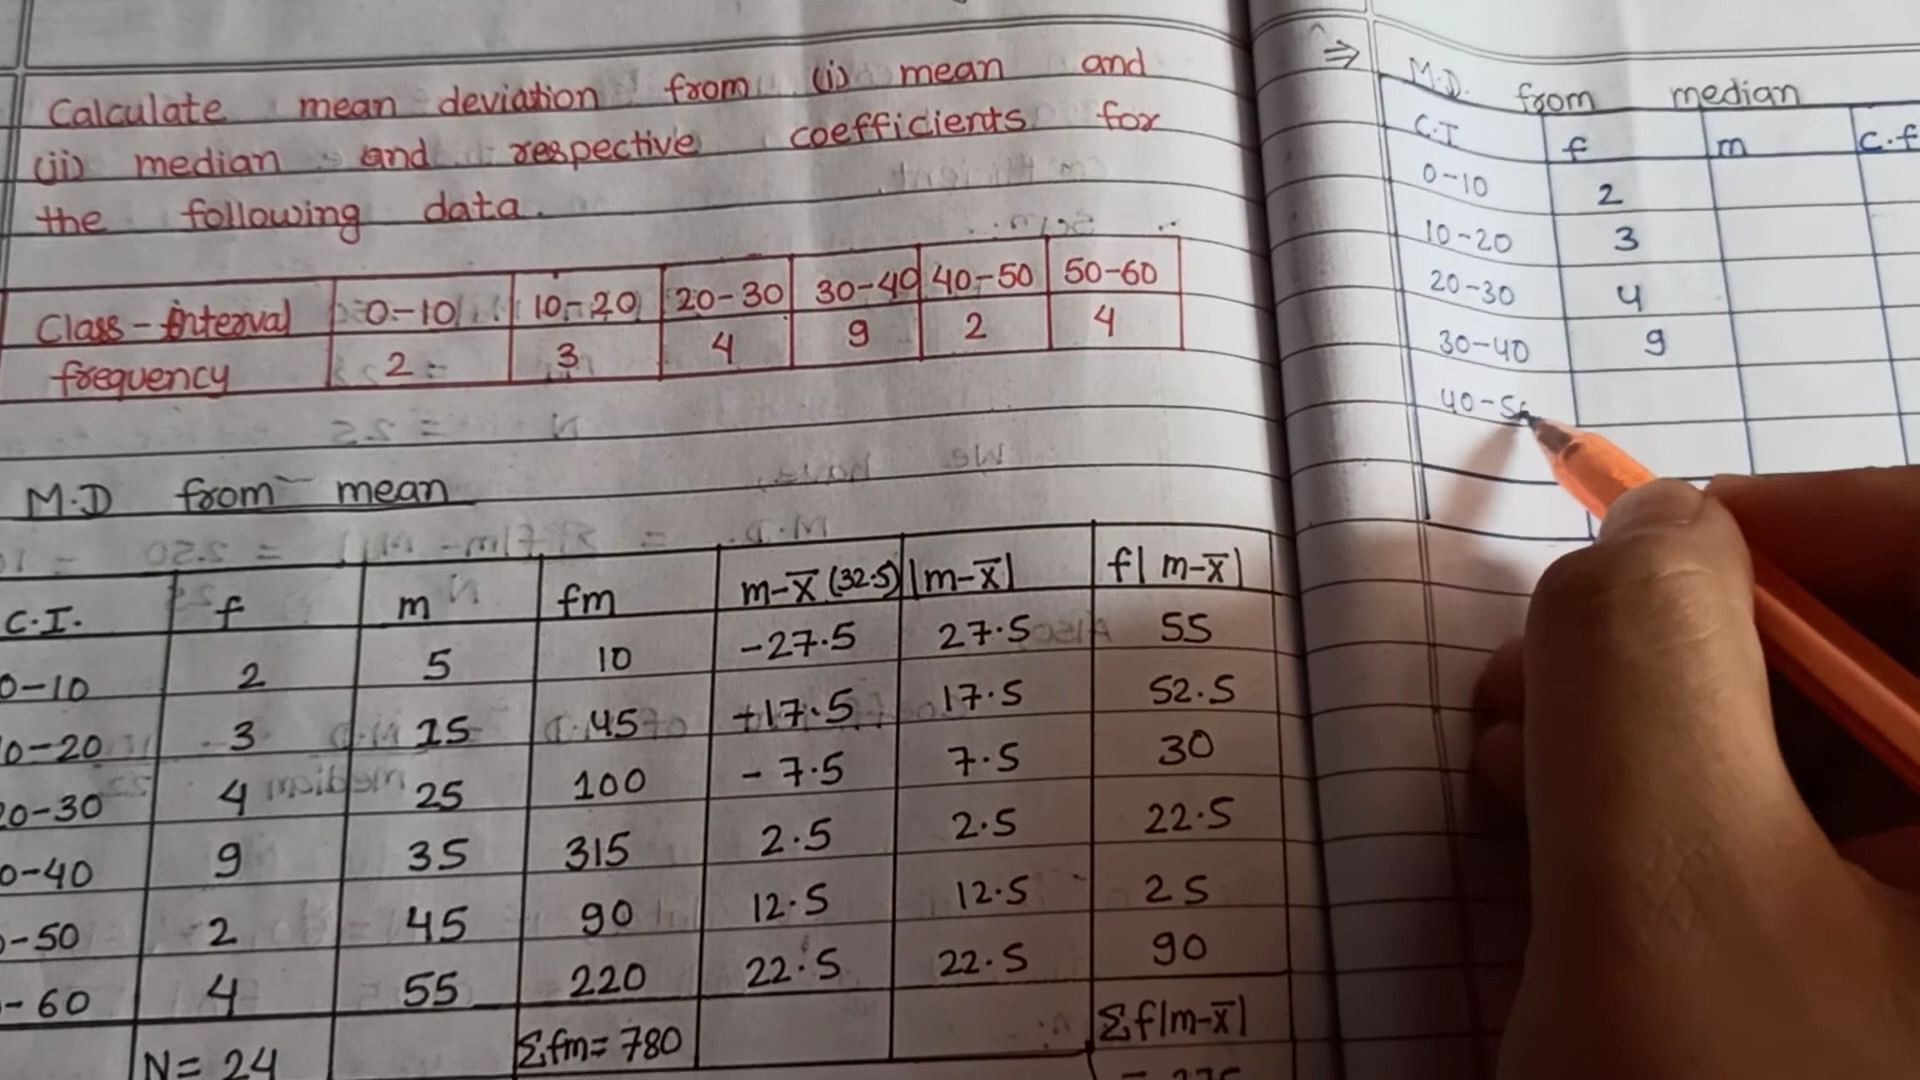 Calculate mean deviation from (i) mean and
(ii) median and respective coefficients for
the following data.
Class-interval 0-10 10-20 20-30 30-40 40-50 50-60
frequency 2 3 4 9 2 4
M.D from mean
C.I. f m fm m-x̅ (32.5) |m-x̅| f|m-x̅|
0-10 2 5 10 -27.5 27.5 55
0-20 3 15 45 +17.5 17.5 52.5
20-30 4 25 100 -7.5 7.5 30
0-40 9 35 315 2.5 2.5 22.5
-50 2 45 90 12.5 12.5 25
-60 4 55 220 22.5 22.5 90
N= 24 Σfm= 780 Σf|m-x̅|
⇒ M.D. from median
C.I f m c.f
0-10 2
10-20 3
20-30 4
30-40 9
40-5